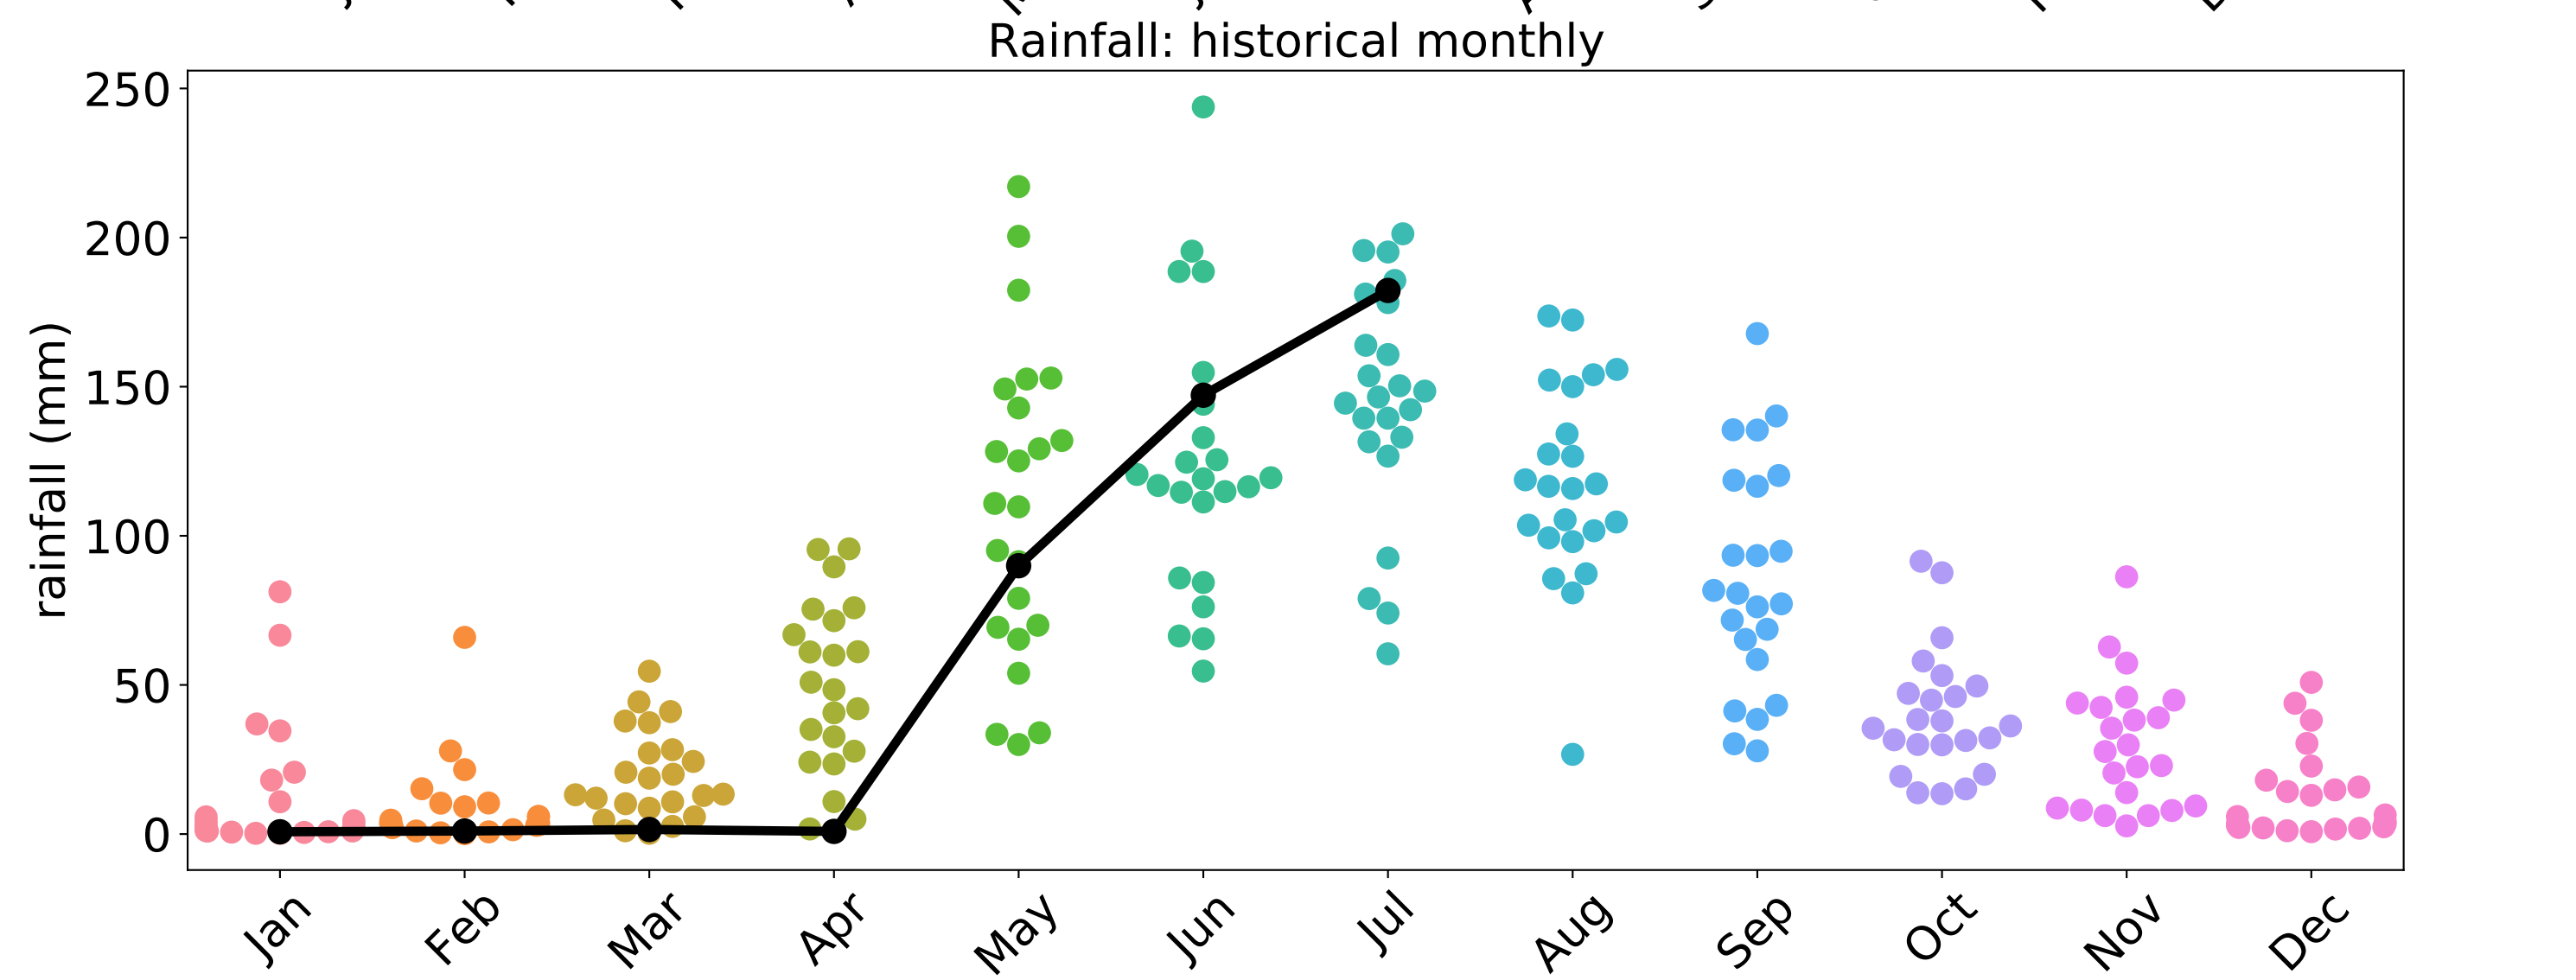 Rainfall: historical monthly
250
200
150
100
50
0
rainfall (mm)
Jan
Feb
Mar
Apr
May
Jun
Jul
Aug
Sep
Oct
Nov
Dec